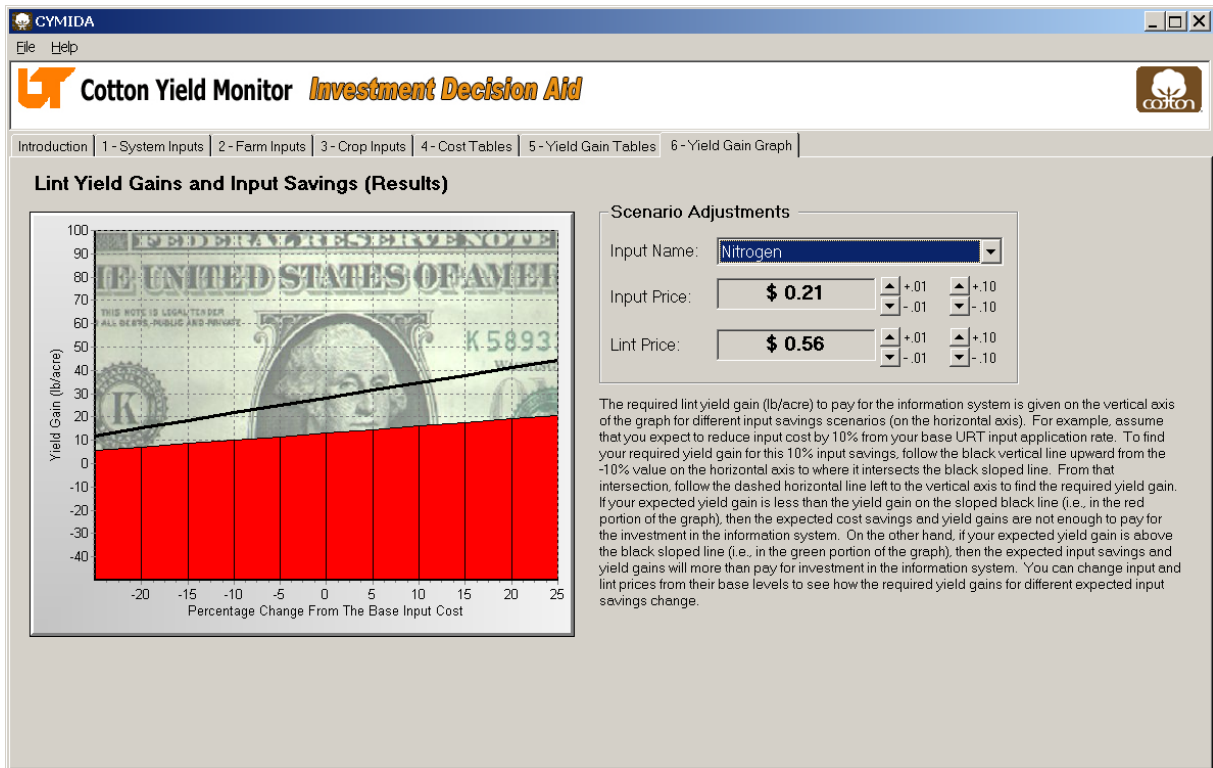 CYMIDA
File Help
UT Cotton Yield Monitor Investment Decision Aid
cotton
Introduction 1 - System Inputs 2 - Farm Inputs 3 - Crop Inputs 4 - Cost Tables 5 - Yield Gain Tables 6 - Yield Gain Graph
Lint Yield Gains and Input Savings (Results)
100
90
80
70
60
50
40
30
20
10
0
-10
-20
-30
-40
Yield Gain (lb/acre)
FEDERAL RESERVE NOTE
THE UNITED STATES OF AMER
THIS NOTE IS LEGAL TENDER
ALL DEBTS, PUBLIC AND PRIVATE
K 5893
K
-20 -15 -10 -5 0 5 10 15 20 25
Percentage Change From The Base Input Cost
Scenario Adjustments
Input Name: Nitrogen
Input Price: $ 0.21 +.01 +.10
-.01 -.10
Lint Price: $ 0.56 +.01 +.10
-.01 -.10
The required lint yield gain (lb/acre) to pay for the information system is given on the vertical axis
of the graph for different input savings scenarios (on the horizontal axis). For example, assume
that you expect to reduce input cost by 10% from your base URT input application rate. To find
your required yield gain for this 10% input savings, follow the black vertical line upward from the
-10% value on the horizontal axis to where it intersects the black sloped line. From that
intersection, follow the dashed horizontal line left to the vertical axis to find the required yield gain.
If your expected yield gain is less than the yield gain on the sloped black line (i.e., in the red
portion of the graph), then the expected cost savings and yield gains are not enough to pay for
the investment in the information system. On the other hand, if your expected yield gain is above
the black sloped line (i.e., in the green portion of the graph), then the expected input savings and
yield gains will more than pay for investment in the information system. You can change input and
lint prices from their base levels to see how the required yield gains for different expected input
savings change.